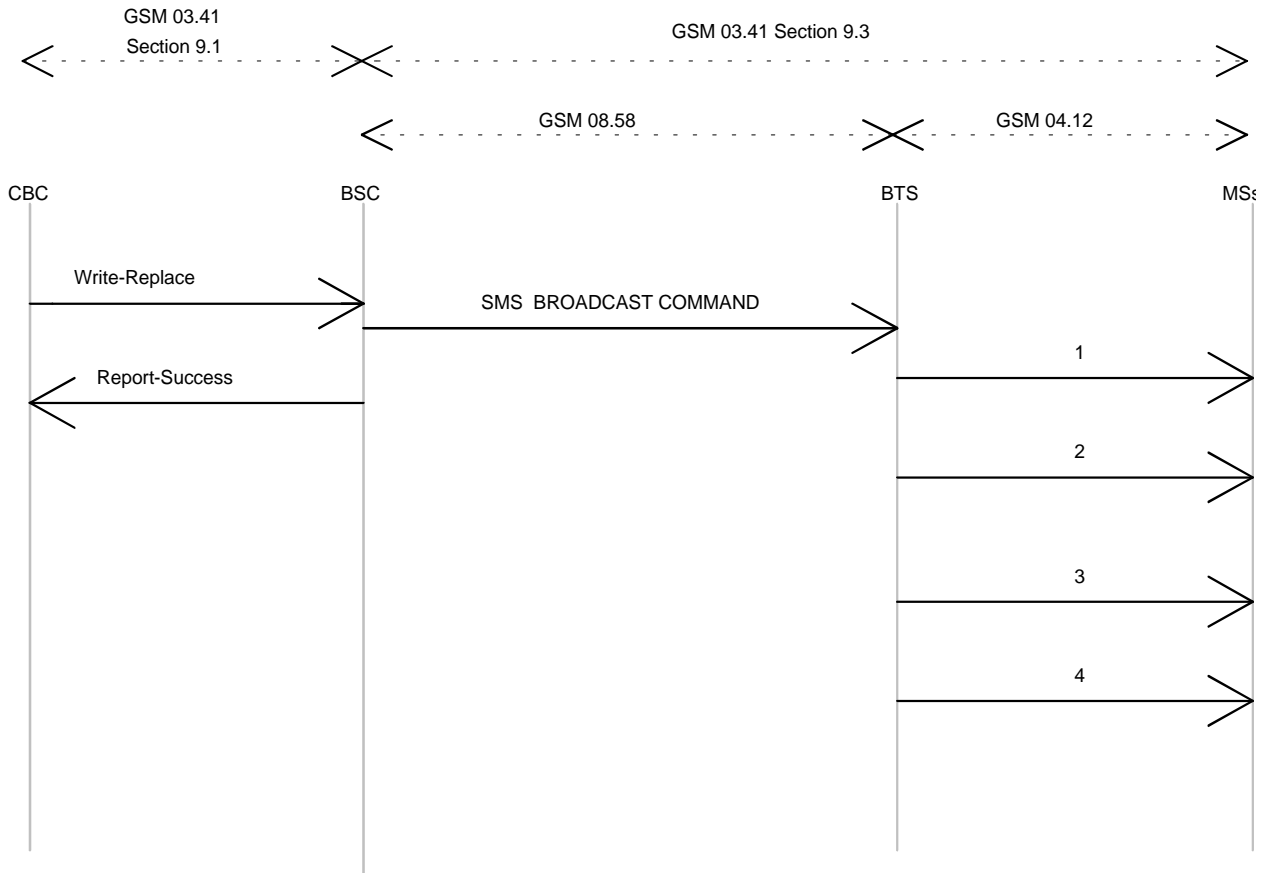 GSM 03.41
Section 9.1
GSM 03.41 Section 9.3
GSM 08.58
GSM 04.12
CBC
BSC
BTS
MSs
Write-Replace
SMS BROADCAST COMMAND
1
Report-Success
2
3
4